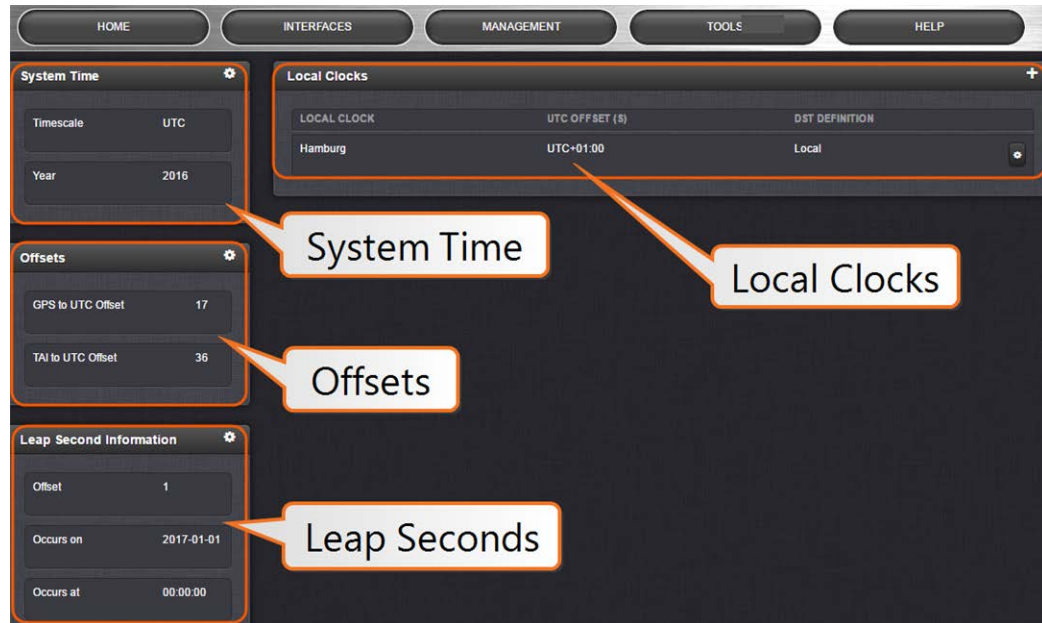 HOME INTERFACES MANAGEMENT TOOLS HELP
System Time
Timescale UTC
Year 2016
Local Clocks
LOCAL CLOCK UTC OFFSET (S) DST DEFINITION
Hamburg UTC+01:00 Local
System Time
Local Clocks
Offsets
GPS to UTC Offset 17
TAI to UTC Offset 36
Offsets
Leap Second Information
Offset 1
Occurs on 2017-01-01
Occurs at 00:00:00
Leap Seconds